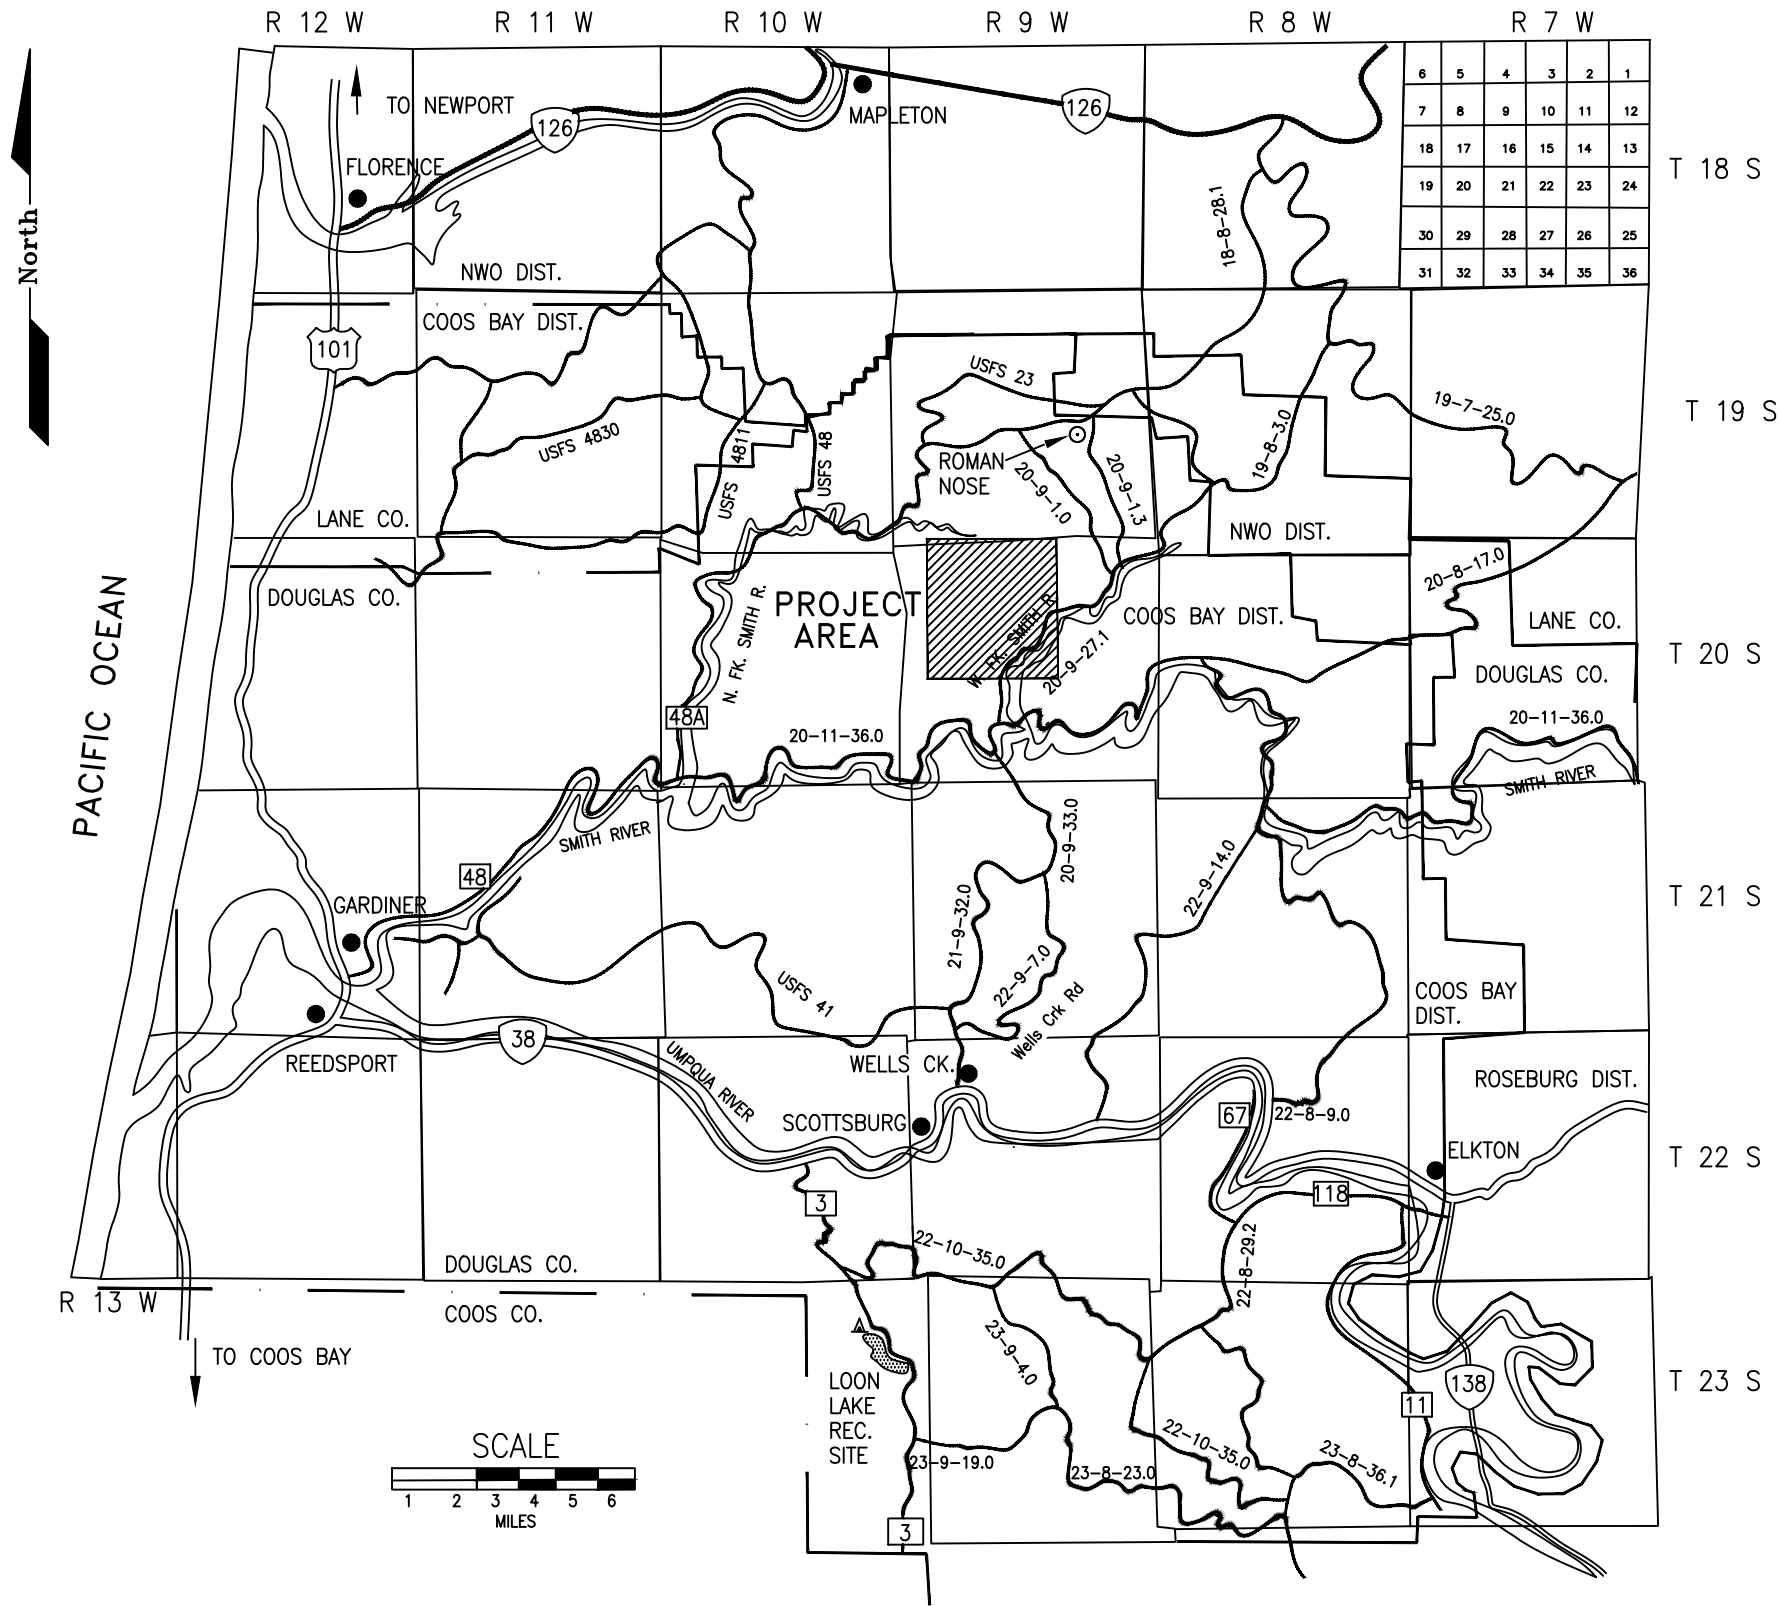 R 12 W
R 11 W
R 10 W
R 9 W
R 8 W
R 7 W
6 5 4 3 2 1
7 8 9 10 11 12
18 17 16 15 14 13
19 20 21 22 23 24
30 29 28 27 26 25
31 32 33 34 35 36
TO NEWPORT
126
MAPLETON
126
T 18 S
FLORENCE
North
18-8-28.1
NWO DIST.
COOS BAY DIST.
101
USFS 23
19-7-25.0
T 19 S
USFS 4830
USFS 4811
USFS 48
ROMAN
NOSE
20-9-1.0
20-9-1.3
19-8-3.0
LANE CO.
NWO DIST.
20-8-17.0
DOUGLAS CO.
PROJECT
AREA
N. FK. SMITH R.
W. FK. SMITH R.
20-9-27.1
COOS BAY DIST.
LANE CO.
T 20 S
DOUGLAS CO.
PACIFIC OCEAN
48A
20-11-36.0
20-11-36.0
SMITH RIVER
SMITH RIVER
20-9-33.0
48
22-9-14.0
T 21 S
GARDINER
21-9-32.0
22-9-7.0
USFS 41
Wells Crk Rd
COOS BAY
DIST.
38
REEDSPORT
UMPQUA RIVER
WELLS CK.
ROSEBURG DIST.
SCOTTSBURG
67
22-8-9.0
ELKTON
T 22 S
3
118
22-10-35.0
22-8-29.2
DOUGLAS CO.
R 13 W
COOS CO.
TO COOS BAY
23-9-4.0
LOON
LAKE
REC.
SITE
138
T 23 S
11
SCALE
1 2 3 4 5 6
MILES
23-9-19.0
23-8-23.0
22-10-35.0
23-8-36.1
3